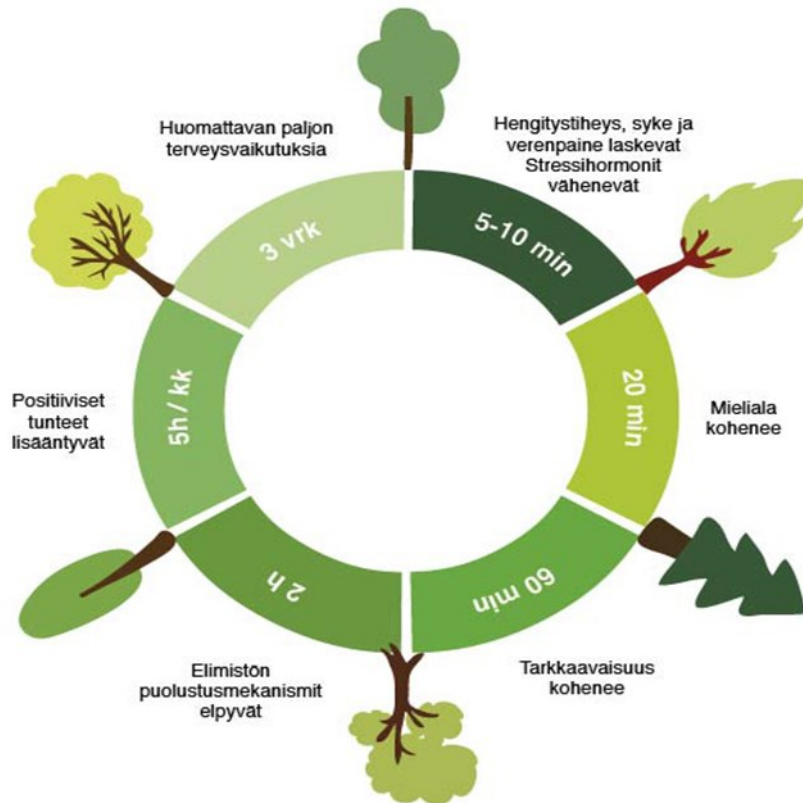 Huomattavan paljon
terveysvaikutuksia
3 vrk
Hengitystiheys, syke ja
verenpaine laskevat
Stressihormonit
vähenevät
5-10 min
Positiiviset
tunteet
lisääntyvät
5h / kk
20 min
Mieliala
kohenee
2 h
60 min
Elimistön
puolustusmekanismit
elpyvät
Tarkkaavaisuus
kohenee